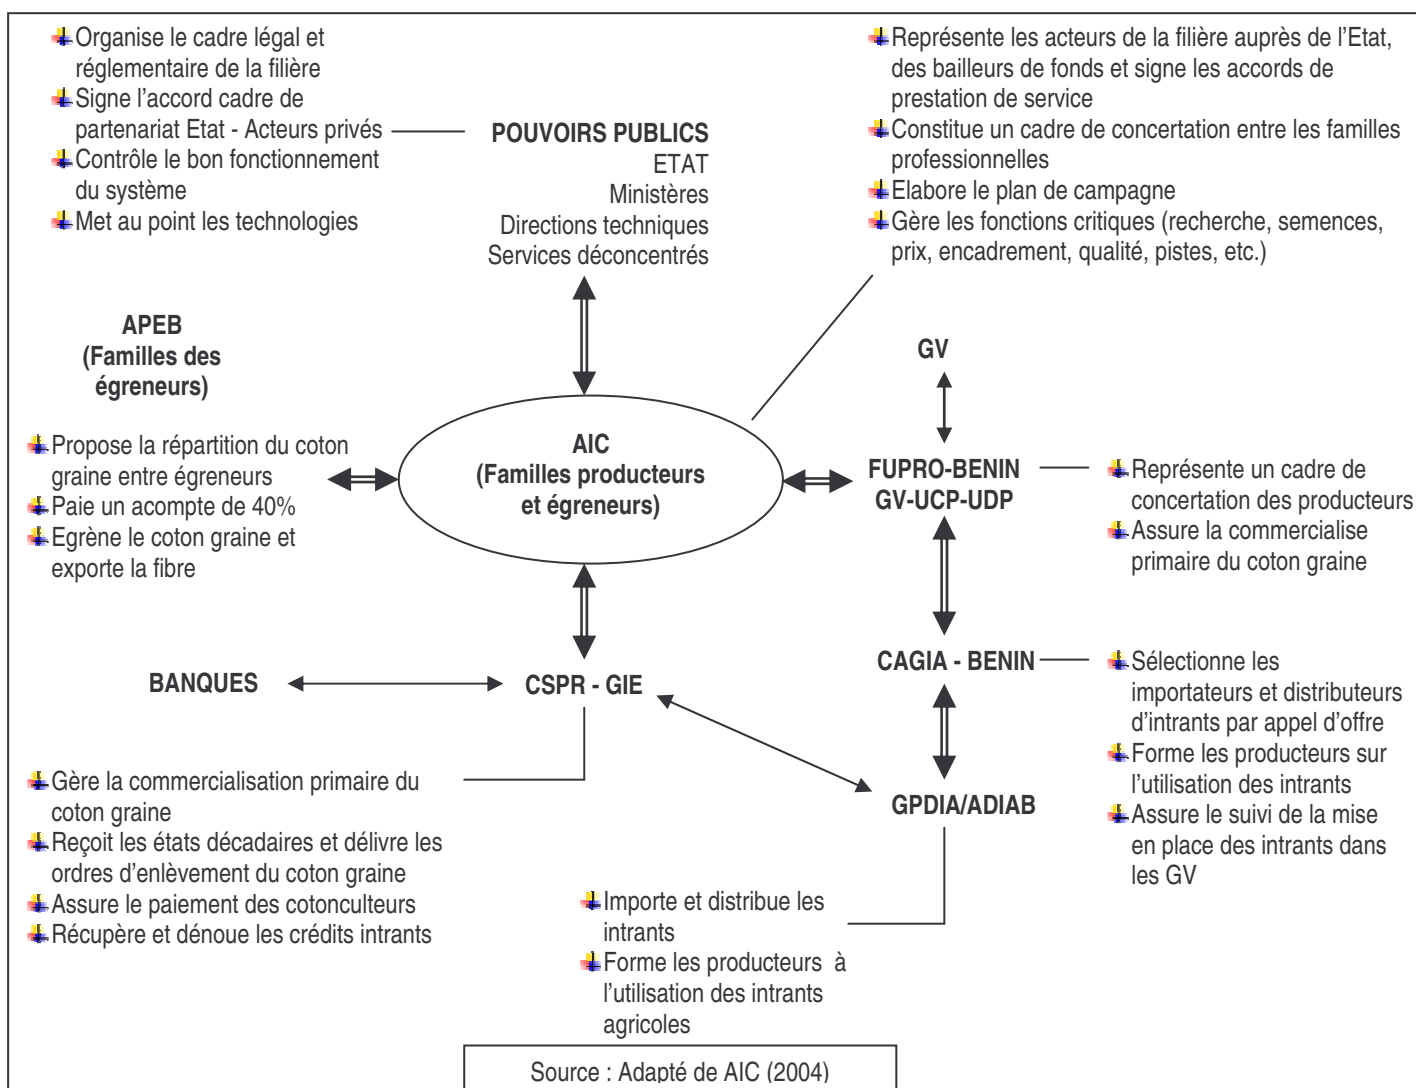 Organise le cadre légal et
réglementaire de la filière
Signe l’accord cadre de
partenariat Etat - Acteurs privés
Contrôle le bon fonctionnement
du système
Met au point les technologies
POUVOIRS PUBLICS
ETAT
Ministères
Directions techniques
Services déconcentrés
Représente les acteurs de la filière auprès de l’Etat,
des bailleurs de fonds et signe les accords de
prestation de service
Constitue un cadre de concertation entre les familles
professionnelles
Elabore le plan de campagne
Gère les fonctions critiques (recherche, semences,
prix, encadrement, qualité, pistes, etc.)
APEB
(Familles des
égreneurs)
Propose la répartition du coton
graine entre égreneurs
Paie un acompte de 40%
Egrène le coton graine et
exporte la fibre
AIC
(Familles producteurs
et égreneurs)
GV
FUPRO-BENIN
GV-UCP-UDP
Représente un cadre de
concertation des producteurs
Assure la commercialise
primaire du coton graine
BANQUES
CSPR - GIE
CAGIA - BENIN
Sélectionne les
importateurs et distributeurs
d’intrants par appel d’offre
Forme les producteurs sur
l’utilisation des intrants
Assure le suivi de la mise
en place des intrants dans
les GV
Gère la commercialisation primaire du
coton graine
Reçoit les états décadaires et délivre les
ordres d’enlèvement du coton graine
Assure le paiement des cotonculteurs
Récupère et dénoue les crédits intrants
GPDIA/ADIAB
Importe et distribue les
intrants
Forme les producteurs à
l’utilisation des intrants
agricoles
Source : Adapté de AIC (2004)